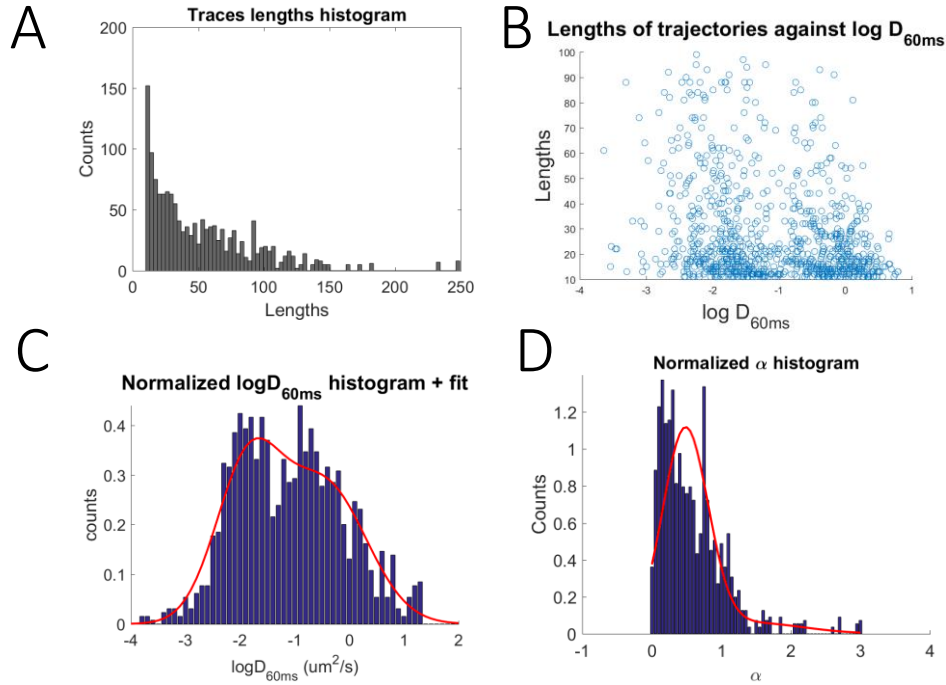 A
Traces lengths histogram
200
150
100
50
0
Counts
0 50 100 150 200 250
Lengths
B
Lengths of trajectories against log D60ms
100
90
80
70
60
50
40
30
20
10
Lengths
-4 -3 -2 -1 0 1
log D60ms
C
Normalized logD60ms histogram + fit
0.4
0.3
0.2
0.1
0
counts
-4 -3 -2 -1 0 1 2
logD60ms (um²/s)
D
Normalized α histogram
1.2
1
0.8
0.6
0.4
0.2
0
Counts
-1 0 1 2 3 4
α